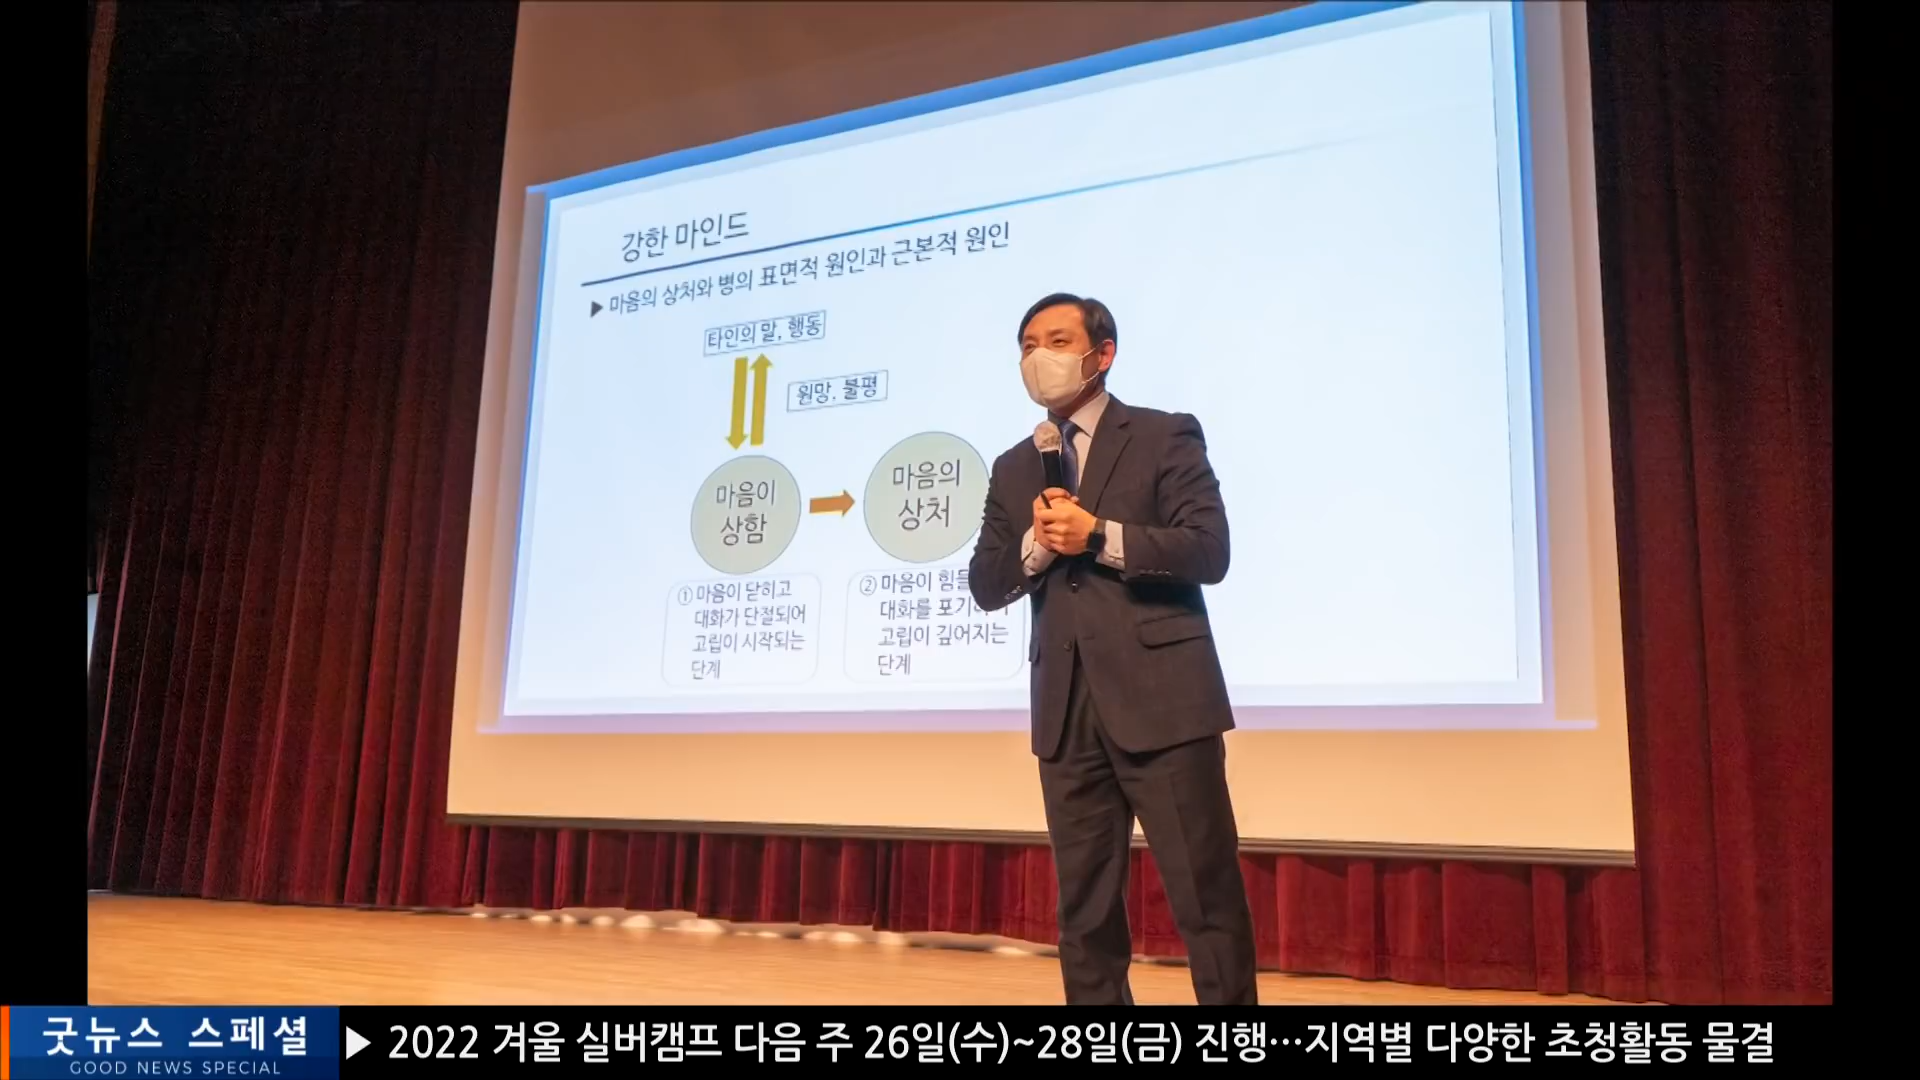 강한 마인드
▶ 마음의 상처와 병의 표면적 원인과 근본적 원인
타인의 말, 행동
원망, 불평
마음이
상함
마음의
상처
① 마음이 닫히고
대화가 단절되어
고립이 시작되는
단계
② 마음이
대화를
고립이 깊어지는
단계
굿뉴스 스페셜
GOOD NEWS SPECIAL
▶ 2022 겨울 실버캠프 다음 주 26일(수)~28일(금) 진행…지역별 다양한 초청활동 물결